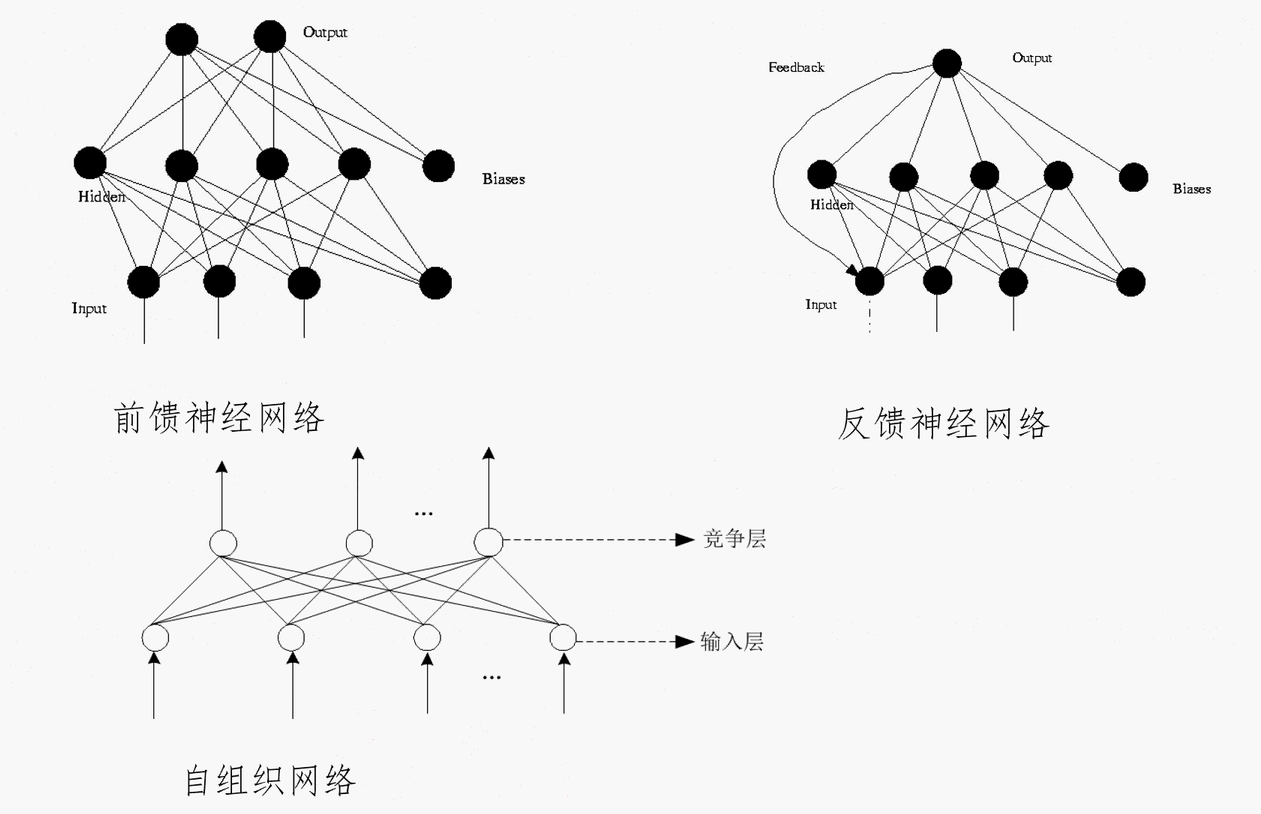 Output
Biases
Hidden
Input
前馈神经网络
Feedback
Output
Biases
Hidden
Input
反馈神经网络
...
竞争层
输入层
...
自组织网络